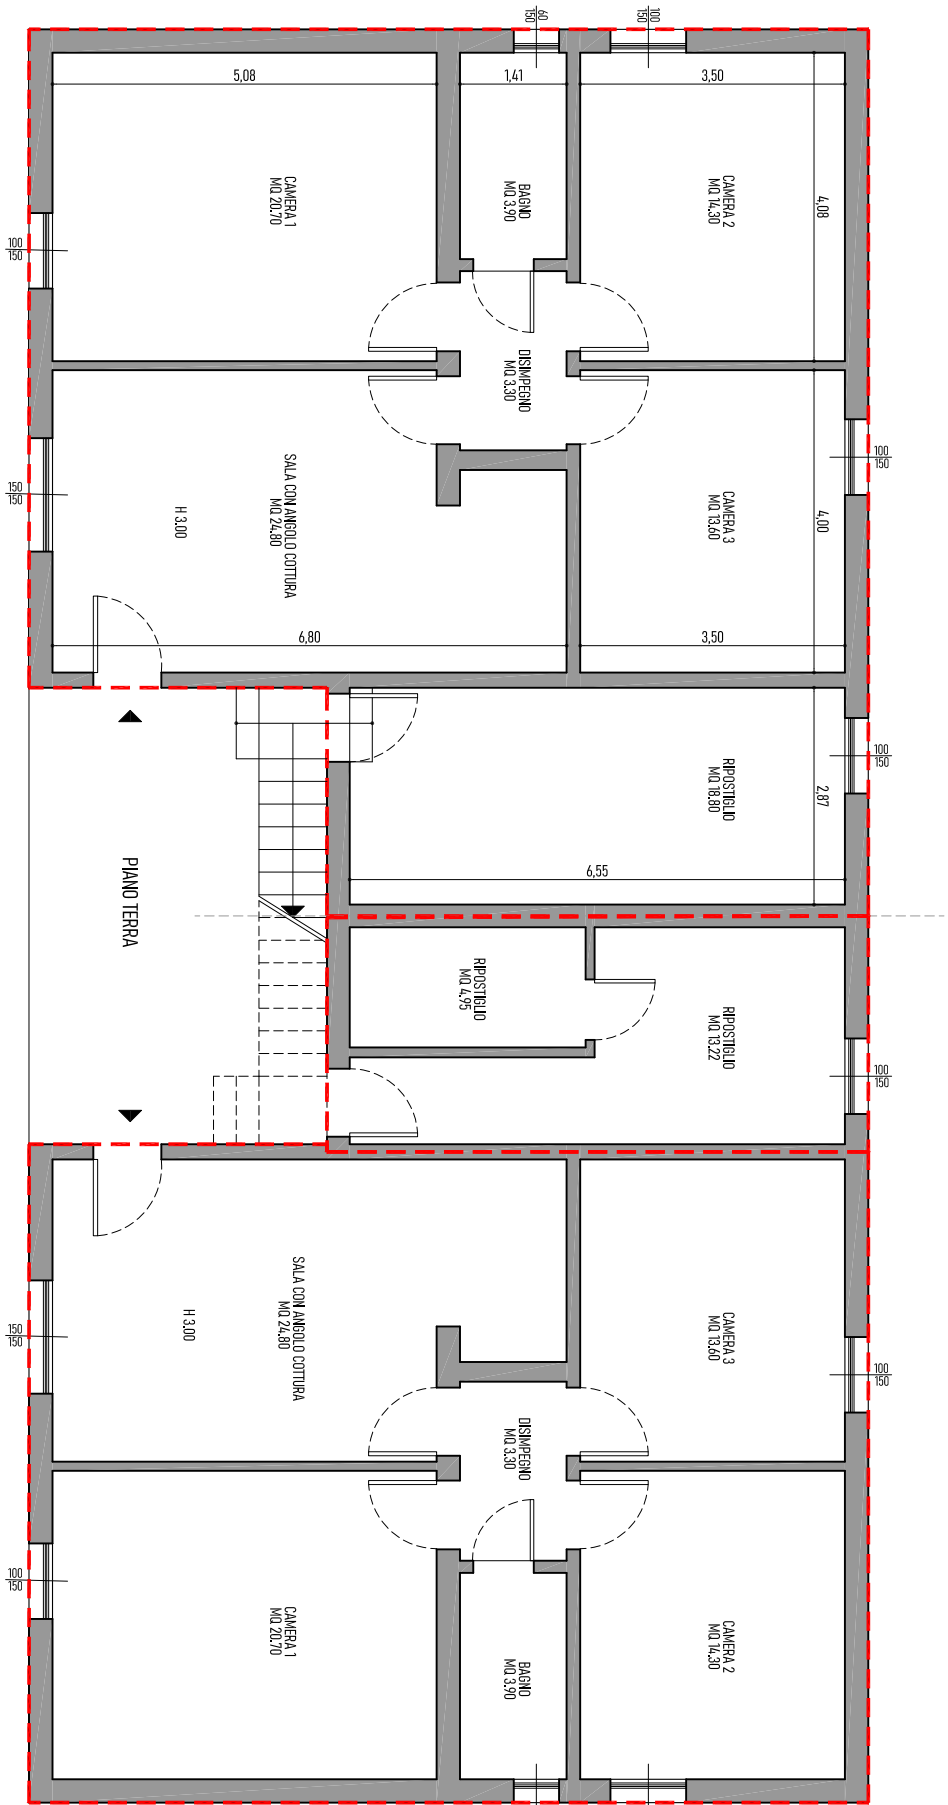 60
150
100
150
5,08
1,41
3,50
CAMERA 1
MQ 20.70
BAGNO
MQ 3.90
CAMERA 2
MQ 14.30
4,08
100
150
DISIMPEGNO
MQ 3.30
SALA CON ANGOLO COTTURA
MQ 24.80
H 3.00
150
150
CAMERA 3
MQ 13.60
4,00
100
150
6,80
3,50
RIPOSTIGLIO
MQ 18.80
2,87
100
150
6,55
PIANO TERRA
RIPOSTIGLIO
MQ 4.95
RIPOSTIGLIO
MQ 13.22
100
150
SALA CON ANGOLO COTTURA
MQ 24.80
H 3.00
150
150
CAMERA 3
MQ 13.60
100
150
DISIMPEGNO
MQ 3.30
100
150
CAMERA 1
MQ 20.70
BAGNO
MQ 3.90
CAMERA 2
MQ 14.30
60
150
100
150